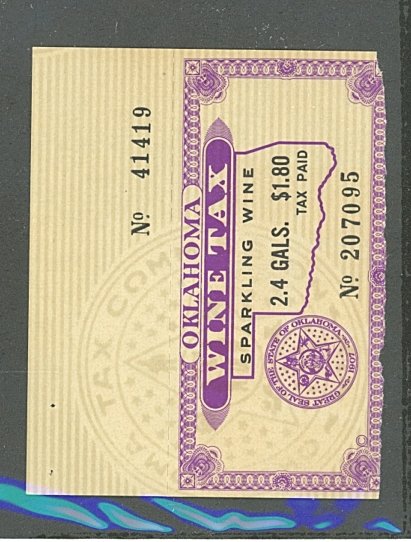 Nº 41419
OKLAHOMA
WINE TAX
SPARKLING WINE
2.4 GALS. $1.80
TAX PAID
Nº 207095
GREAT SEAL OF THE STATE OF OKLAHOMA
1907